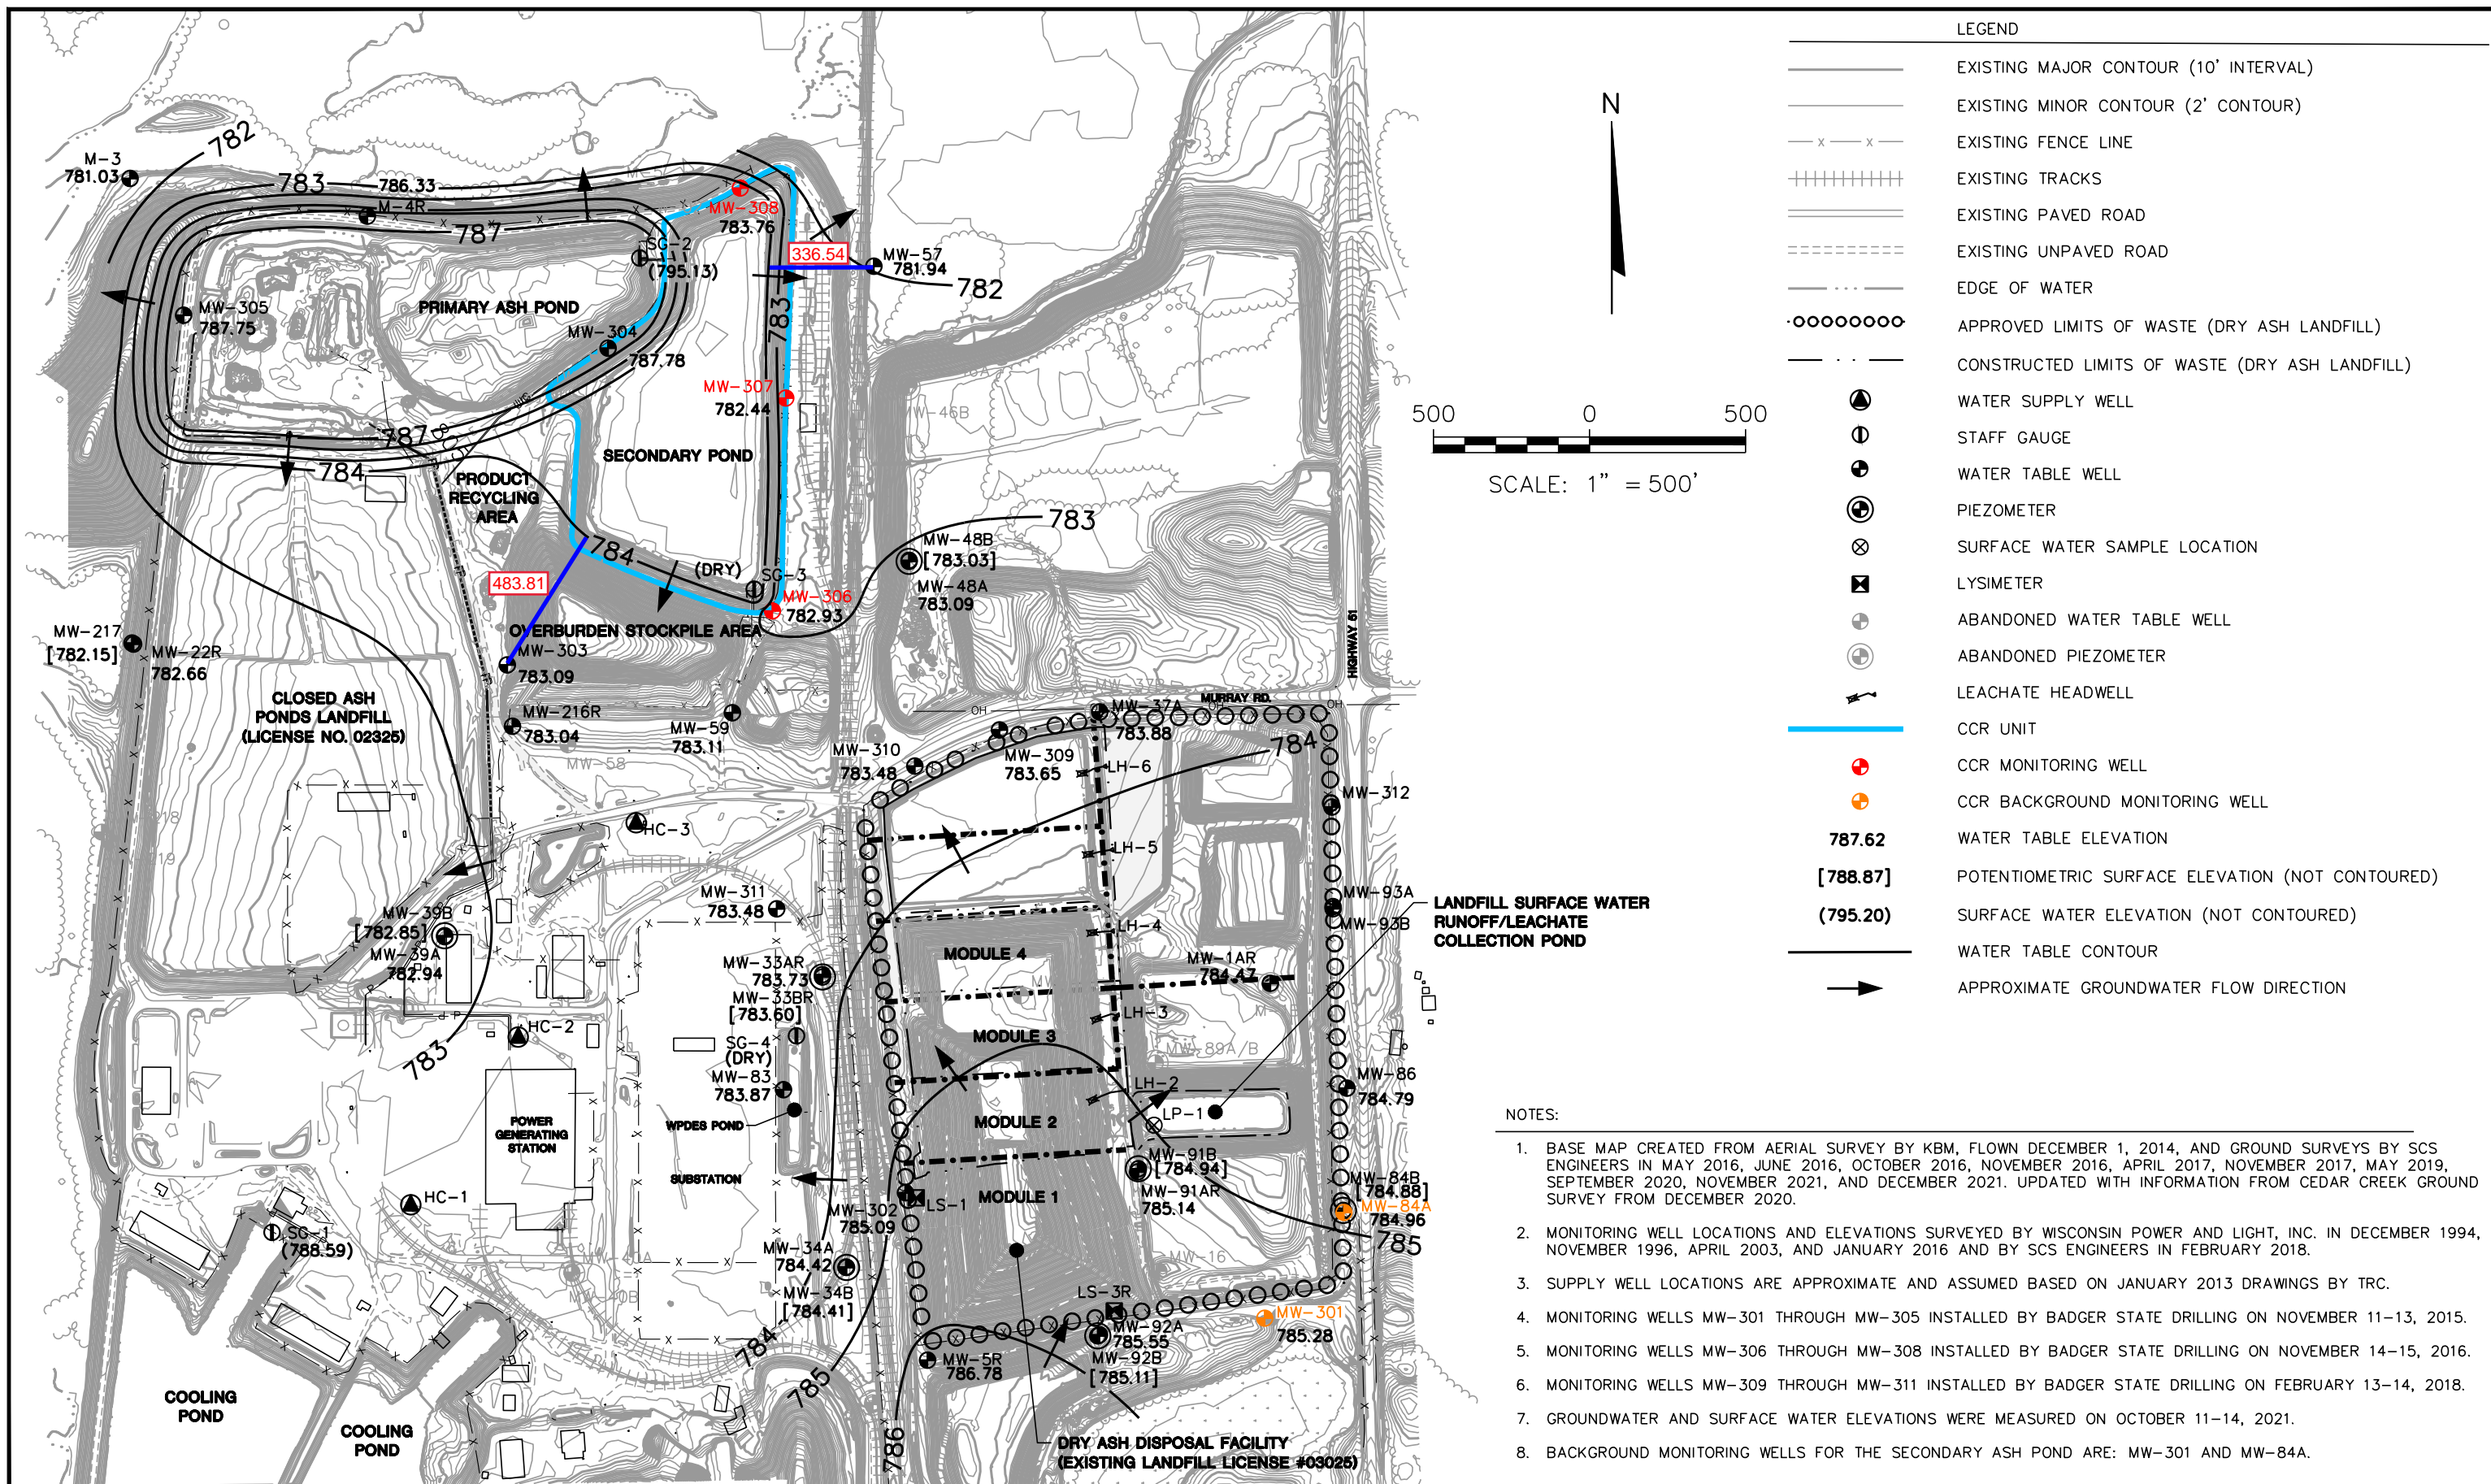 LEGEND
EXISTING MAJOR CONTOUR (10' INTERVAL)
EXISTING MINOR CONTOUR (2' CONTOUR)
EXISTING FENCE LINE
EXISTING TRACKS
EXISTING PAVED ROAD
EXISTING UNPAVED ROAD
EDGE OF WATER
APPROVED LIMITS OF WASTE (DRY ASH LANDFILL)
CONSTRUCTED LIMITS OF WASTE (DRY ASH LANDFILL)
WATER SUPPLY WELL
STAFF GAUGE
WATER TABLE WELL
PIEZOMETER
SURFACE WATER SAMPLE LOCATION
LYSIMETER
ABANDONED WATER TABLE WELL
ABANDONED PIEZOMETER
LEACHATE HEADWELL
CCR UNIT
CCR MONITORING WELL
CCR BACKGROUND MONITORING WELL
787.62 WATER TABLE ELEVATION
[788.87] POTENTIOMETRIC SURFACE ELEVATION (NOT CONTOURED)
(795.20) SURFACE WATER ELEVATION (NOT CONTOURED)
WATER TABLE CONTOUR
APPROXIMATE GROUNDWATER FLOW DIRECTION
N
500 0 500
SCALE: 1" = 500'
782
M-3
781.03
783
786.33
M-4R
787
SG-2
(795.13)
MW-308
783.76
336.54
MW-57
781.94
782
783
MW-305
787.75
PRIMARY ASH POND
MW-304
787.78
MW-307
782.44
MW-46B
787
784
SECONDARY POND
PRODUCT
RECYCLING
AREA
784
(DRY)
SG-3
483.81
MW-306
782.93
783
MW-48B
[783.03]
MW-48A
783.09
OVERBURDEN STOCKPILE AREA
MW-303
783.09
MW-217
[782.15]
MW-22R
782.66
CLOSED ASH
PONDS LANDFILL
(LICENSE NO. 02325)
MW-216R
783.04
MW-59
783.11
MW-58
MW-310
783.48
MW-309
783.65
MW-37A
783.88
MURRAY RD.
OH
OH
OH
HIGHWAY 61
784
LH-6
MW-312
HC-3
LH-5
MW-311
783.48
MW-93A
MW-93B
LH-4
LANDFILL SURFACE WATER
RUNOFF/LEACHATE
COLLECTION POND
MW-39B
[782.85]
MW-39A
782.94
MODULE 4
MW-33AR
783.73
MW-33BR
[783.60]
MW-1AR
784.47
LH-3
HC-2
783
SG-4
(DRY)
MODULE 3
MW-89A/B
MW-83
783.87
LH-2
MW-86
784.79
LP-1
POWER
GENERATING
STATION
WPDES POND
MODULE 2
MW-91B
[784.94]
MW-91AR
785.14
SUBSTATION
MODULE 1
MW-84B
[784.88]
MW-84A
784.96
HC-1
MW-302
785.09
LS-1
SG-1
(788.59)
MW-40A
MW-40B
MW-34A
784.42
MW-34B
[784.41]
MW-16
785
LS-3R
MW-301
785.28
MW-92A
785.55
MW-92B
[785.11]
784
785
786
MW-5R
786.78
COOLING
POND
COOLING
POND
DRY ASH DISPOSAL FACILITY
(EXISTING LANDFILL LICENSE #03025)
NOTES:
1. BASE MAP CREATED FROM AERIAL SURVEY BY KBM, FLOWN DECEMBER 1, 2014, AND GROUND SURVEYS BY SCS
ENGINEERS IN MAY 2016, JUNE 2016, OCTOBER 2016, NOVEMBER 2016, APRIL 2017, NOVEMBER 2017, MAY 2019,
SEPTEMBER 2020, NOVEMBER 2021, AND DECEMBER 2021. UPDATED WITH INFORMATION FROM CEDAR CREEK GROUND
SURVEY FROM DECEMBER 2020.
2. MONITORING WELL LOCATIONS AND ELEVATIONS SURVEYED BY WISCONSIN POWER AND LIGHT, INC. IN DECEMBER 1994,
NOVEMBER 1996, APRIL 2003, AND JANUARY 2016 AND BY SCS ENGINEERS IN FEBRUARY 2018.
3. SUPPLY WELL LOCATIONS ARE APPROXIMATE AND ASSUMED BASED ON JANUARY 2013 DRAWINGS BY TRC.
4. MONITORING WELLS MW-301 THROUGH MW-305 INSTALLED BY BADGER STATE DRILLING ON NOVEMBER 11-13, 2015.
5. MONITORING WELLS MW-306 THROUGH MW-308 INSTALLED BY BADGER STATE DRILLING ON NOVEMBER 14-15, 2016.
6. MONITORING WELLS MW-309 THROUGH MW-311 INSTALLED BY BADGER STATE DRILLING ON FEBRUARY 13-14, 2018.
7. GROUNDWATER AND SURFACE WATER ELEVATIONS WERE MEASURED ON OCTOBER 11-14, 2021.
8. BACKGROUND MONITORING WELLS FOR THE SECONDARY ASH POND ARE: MW-301 AND MW-84A.